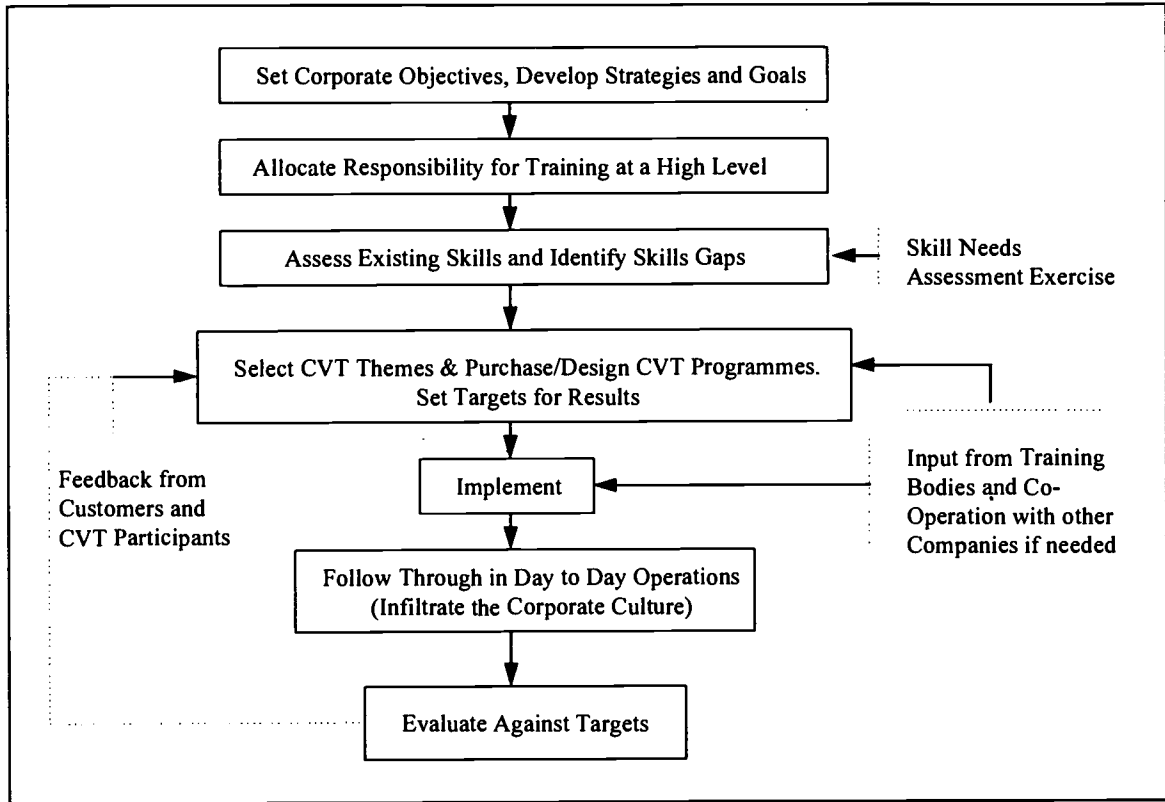 Set Corporate Objectives, Develop Strategies and Goals
Allocate Responsibility for Training at a High Level
Assess Existing Skills and Identify Skills Gaps
Skill Needs
Assessment Exercise
Select CVT Themes & Purchase/Design CVT Programmes.
Set Targets for Results
Feedback from
Customers and
CVT Participants
Implement
Input from Training
Bodies and Co-
Operation with other
Companies if needed
Follow Through in Day to Day Operations
(Infiltrate the Corporate Culture)
Evaluate Against Targets